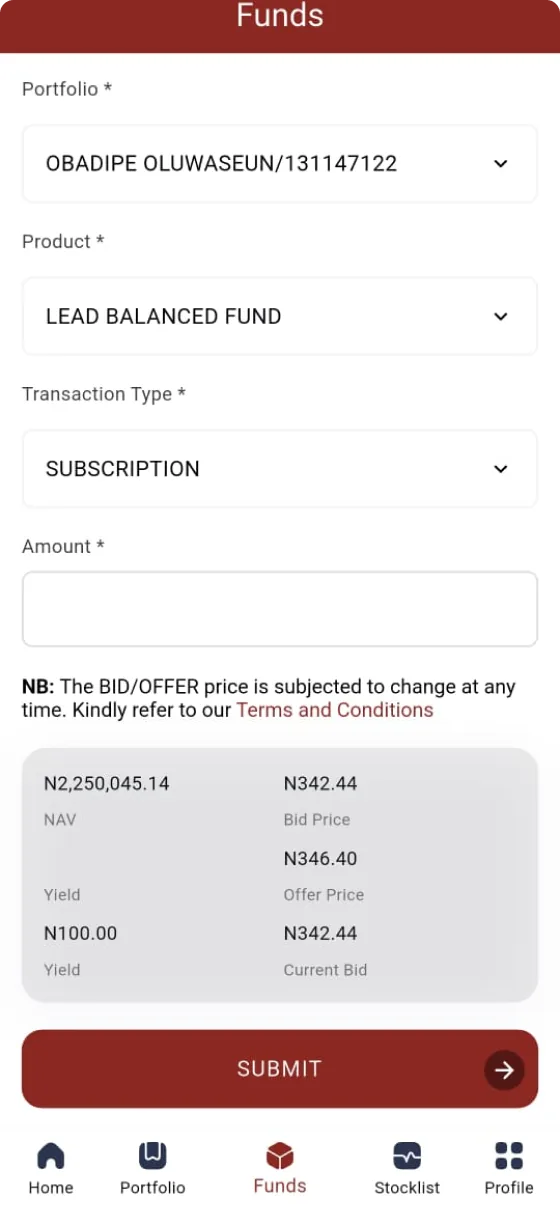 Funds
Portfolio *
OBADIPE OLUWASEUN/131147122
Product *
LEAD BALANCED FUND
Transaction Type *
SUBSCRIPTION
Amount *
NB: The BID/OFFER price is subjected to change at any
time. Kindly refer to our Terms and Conditions
N2,250,045.14 N342.44
NAV Bid Price
N346.40
Yield Offer Price
N100.00 N342.44
Yield Current Bid
SUBMIT
Home Portfolio Funds Stocklist Profile